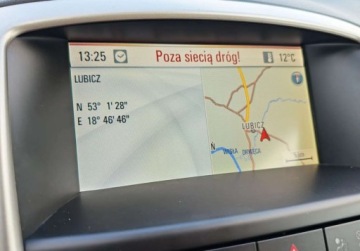 13:25 Poza siecią dróg! 12°C
LUBICZ
N 53° 1' 28"
E 18° 46' 46"
LUBICZ
N